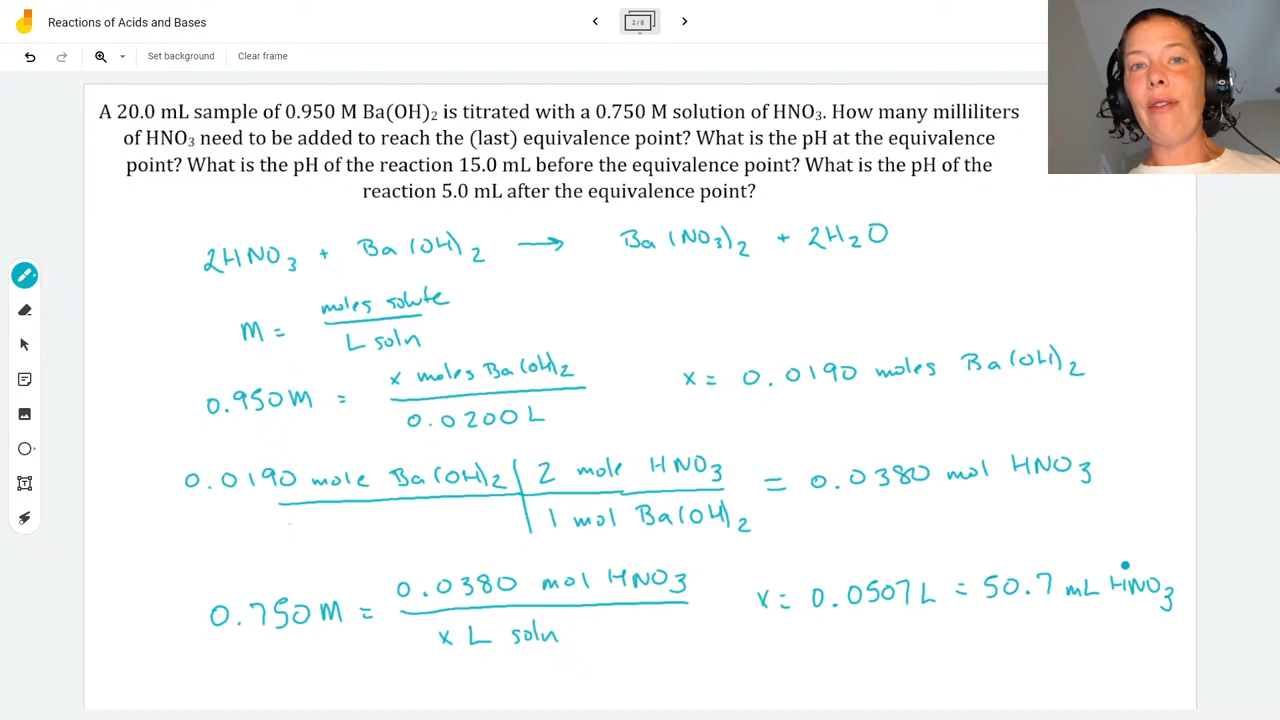 Reactions of Acids and Bases
2 / 8
Set background
Clear frame
A 20.0 mL sample of 0.950 M Ba(OH)₂ is titrated with a 0.750 M solution of HNO₃. How many milliliters
of HNO₃ need to be added to reach the (last) equivalence point? What is the pH at the equivalence
point? What is the pH of the reaction 15.0 mL before the equivalence point? What is the pH of the
reaction 5.0 mL after the equivalence point?
2HNO₃ + Ba(OH)₂ → Ba(NO₃)₂ + 2H₂O
M = moles solute
L soln
0.950M = x moles Ba(OH)₂
0.0200 L
x = 0.0190 moles Ba(OH)₂
0.0190 mole Ba(OH)₂ | 2 mole HNO₃ = 0.0380 mol HNO₃
1 mol Ba(OH)₂
0.750M = 0.0380 mol HNO₃
x L soln
x = 0.0507 L = 50.7 mL HNO₃